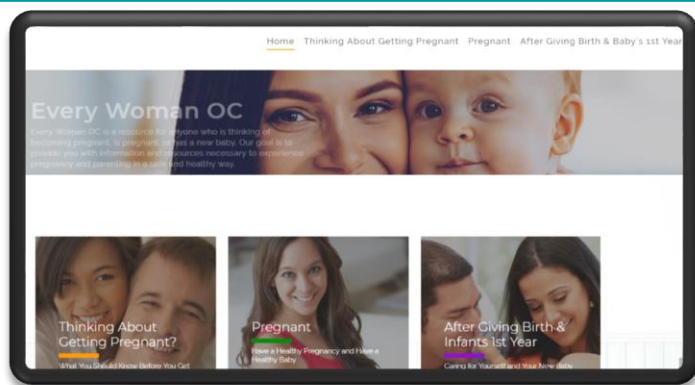 Home Thinking About Getting Pregnant Pregnant After Giving Birth & Baby's 1st Year
Every Woman OC
Every Woman OC is a resource for anyone who is thinking of
becoming pregnant, is pregnant, or has a new baby. Our goal is to
provide you with information and resources necessary to experience
pregnancy and parenting in a safe and healthy way.
Thinking About
Getting Pregnant?
What You Should Know Before You Get
Pregnant
Have a Healthy Pregnancy and Have a
Healthy Baby
After Giving Birth &
Infants 1st Year
Caring for Yourself and Your New Baby